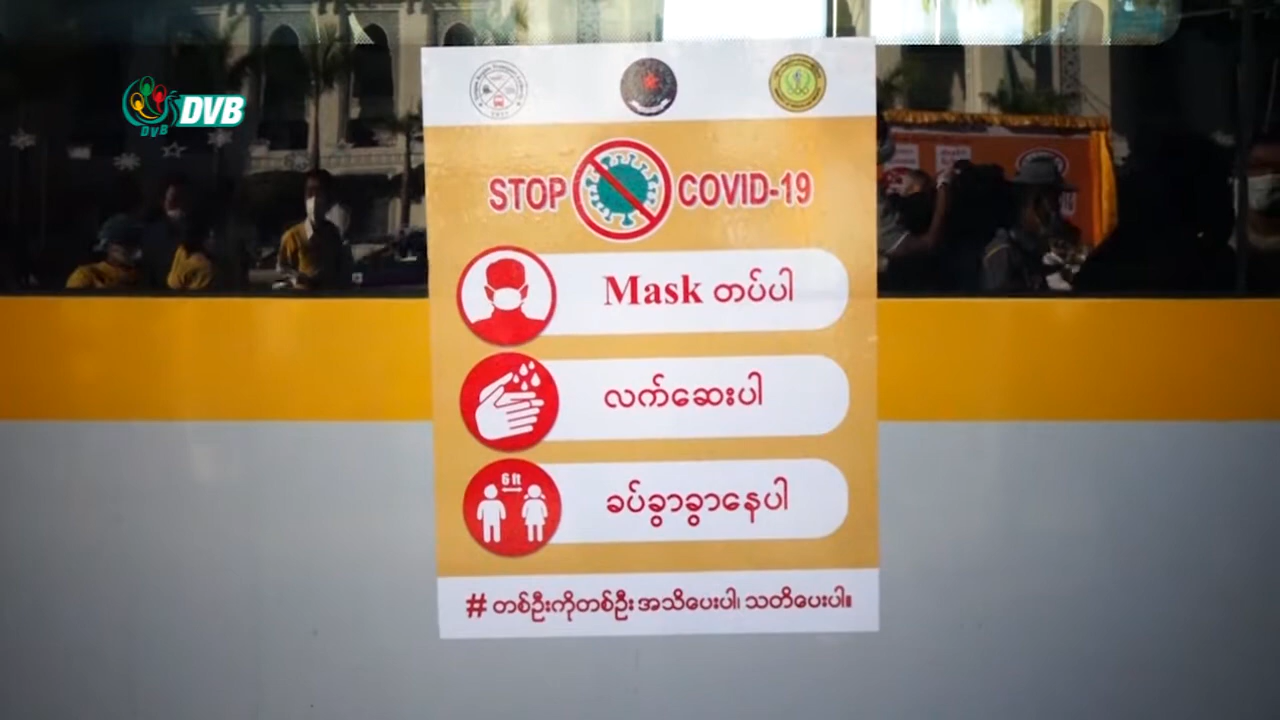 DVB
DVB
STOP COVID-19
Mask တပ်ပါ
လက်ဆေးပါ
6 ft
ခပ်ခွာခွာနေပါ
# တစ်ဦးကိုတစ်ဦး အသိပေးပါ၊ သတိပေးပါ။